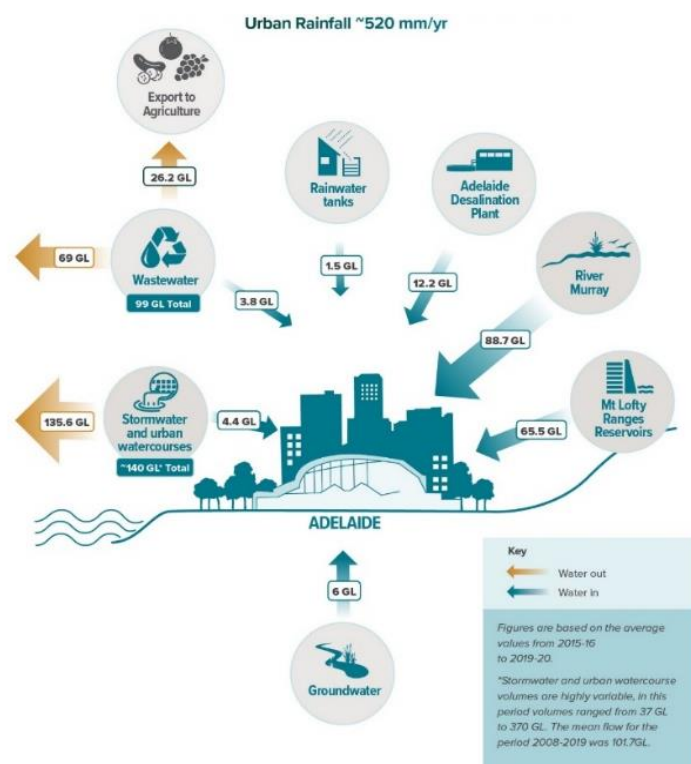 Urban Rainfall ~520 mm/yr
Export to
Agriculture
26.2 GL
69 GL
Wastewater
99 GL Total
3.8 GL
Rainwater
tanks
1.5 GL
Adelaide
Desalination
Plant
12.2 GL
River
Murray
88.7 GL
135.6 GL
Stormwater
and urban
watercourses
~140 GL* Total
4.4 GL
Mt Lofty
Ranges
Reservoirs
65.5 GL
ADELAIDE
6 GL
Groundwater
Key
Water out
Water in
Figures are based on the average
values from 2015-16
to 2019-20.
*Stormwater and urban watercourse
volumes are highly variable, in this
period volumes ranged from 37 GL
to 370 GL. The mean flow for the
period 2008-2019 was 101.7GL.